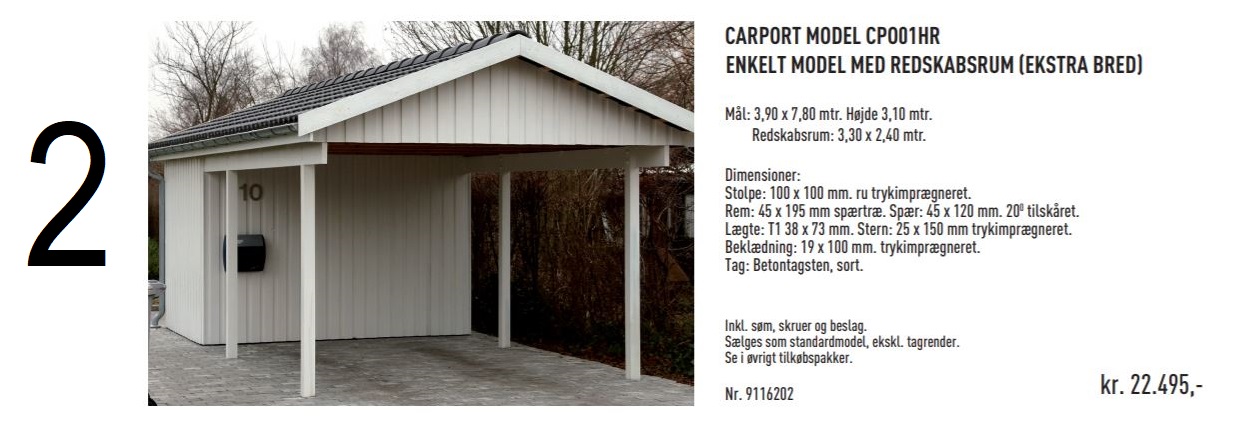 2
CARPORT MODEL CPO01HR
ENKELT MODEL MED REDSKABSRUM (EKSTRA BRED)
Mål: 3,90 x 7,80 mtr. Højde 3,10 mtr.
Redskabsrum: 3,30 x 2,40 mtr.
Dimensioner:
Stolpe: 100 x 100 mm. ru trykimprægneret.
Rem: 45 x 195 mm spærtræ. Spær: 45 x 120 mm. 20⁰ tilskåret.
Lægte: T1 38 x 73 mm. Stern: 25 x 150 mm trykimprægneret.
Beklædning: 19 x 100 mm. trykimprægneret.
Tag: Betontagsten, sort.
Inkl. søm, skruer og beslag.
Sælges som standardmodel, ekskl. tagrender.
Se i øvrigt tilkøbspakker.
Nr. 9116202
kr. 22.495,-
10